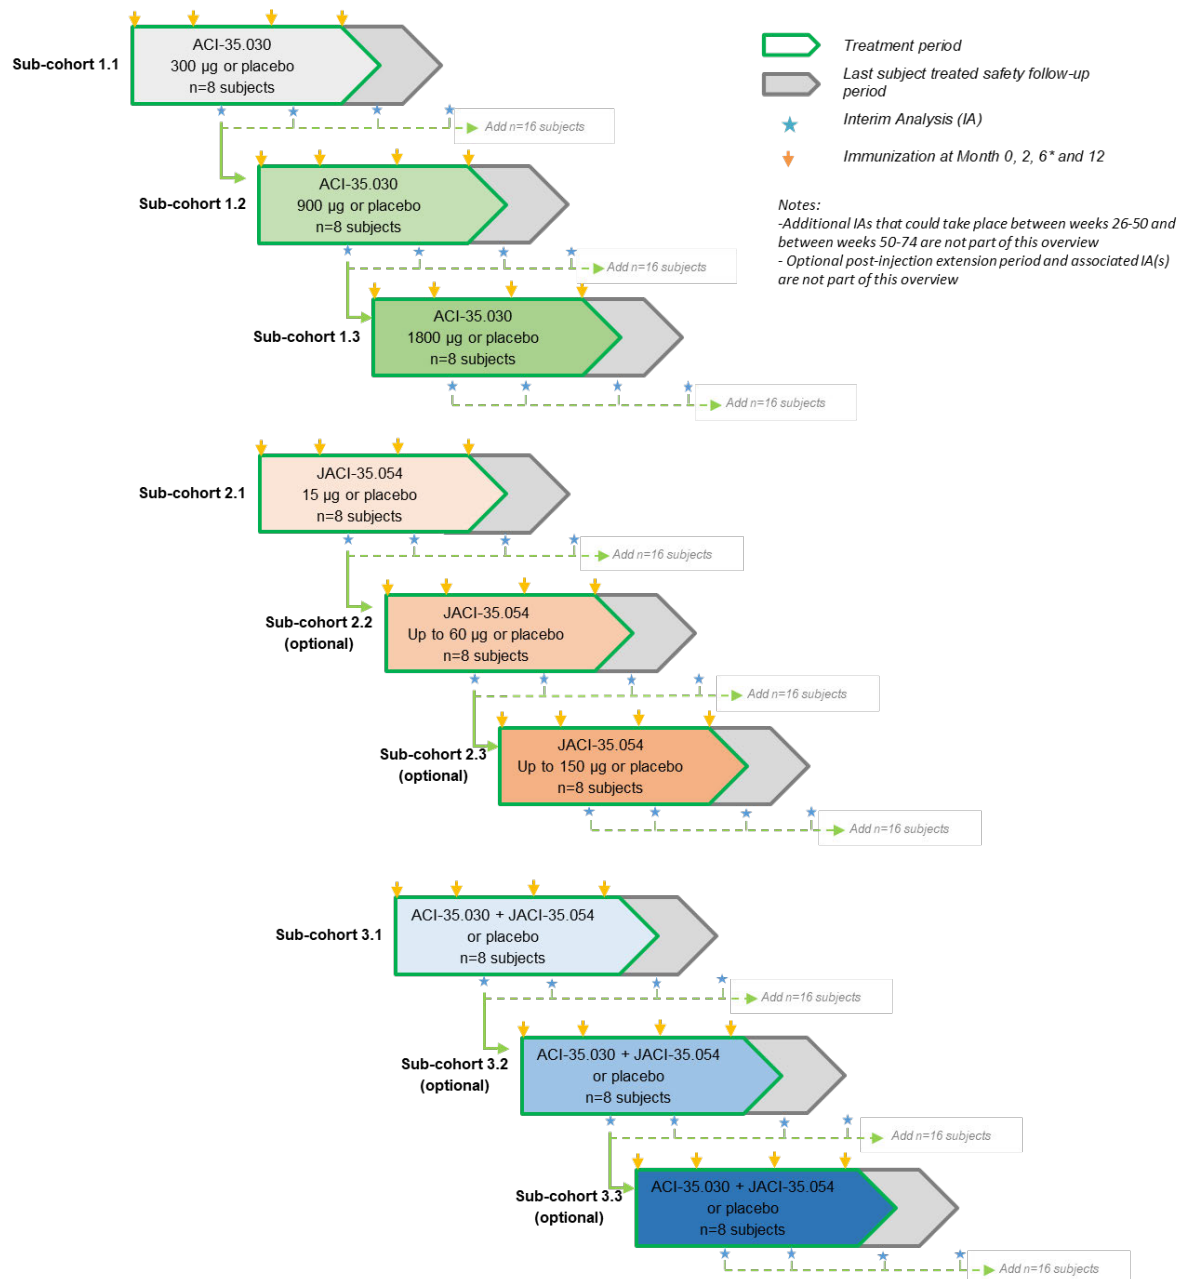 Sub-cohort 1.1
ACI-35.030
300 µg or placebo
n=8 subjects
Add n=16 subjects
Treatment period
Last subject treated safety follow-up
period
Interim Analysis (IA)
Immunization at Month 0, 2, 6* and 12
Notes:
-Additional IAs that could take place between weeks 26-50 and
between weeks 50-74 are not part of this overview
- Optional post-injection extension period and associated IA(s)
are not part of this overview
Sub-cohort 1.2
ACI-35.030
900 µg or placebo
n=8 subjects
Add n=16 subjects
Sub-cohort 1.3
ACI-35.030
1800 µg or placebo
n=8 subjects
Add n=16 subjects
Sub-cohort 2.1
JACI-35.054
15 µg or placebo
n=8 subjects
Add n=16 subjects
Sub-cohort 2.2
(optional)
JACI-35.054
Up to 60 µg or placebo
n=8 subjects
Add n=16 subjects
Sub-cohort 2.3
(optional)
JACI-35.054
Up to 150 µg or placebo
n=8 subjects
Add n=16 subjects
Sub-cohort 3.1
ACI-35.030 + JACI-35.054
or placebo
n=8 subjects
Add n=16 subjects
Sub-cohort 3.2
(optional)
ACI-35.030 + JACI-35.054
or placebo
n=8 subjects
Add n=16 subjects
Sub-cohort 3.3
(optional)
ACI-35.030 + JACI-35.054
or placebo
n=8 subjects
Add n=16 subjects